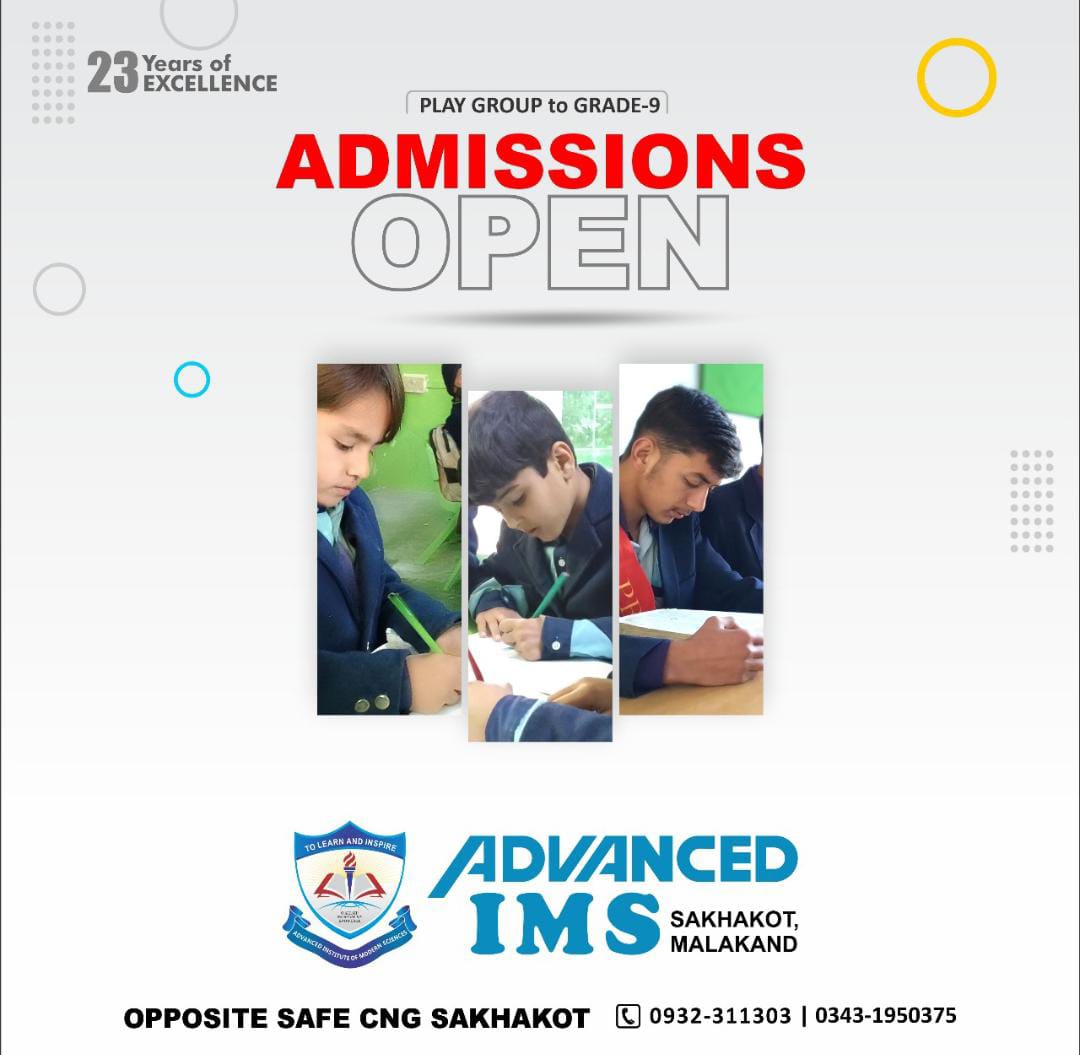 23 Years of
EXCELLENCE
PLAY GROUP to GRADE-9
ADMISSIONS
OPEN
TO LEARN AND INSPIRE
ADVANCED INSTITUTE OF MODERN SCIENCES
ADVANCED
IMS
SAKHAKOT,
MALAKAND
OPPOSITE SAFE CNG SAKHAKOT 0932-311303 | 0343-1950375